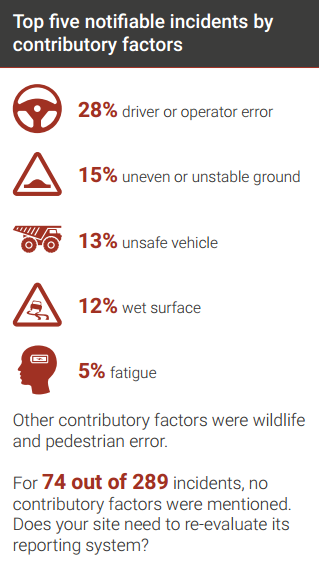 Top five notifiable incidents by
contributory factors
28% driver or operator error
15% uneven or unstable ground
13% unsafe vehicle
12% wet surface
5% fatigue
Other contributory factors were wildlife
and pedestrian error.
For 74 out of 289 incidents, no
contributory factors were mentioned.
Does your site need to re-evaluate its
reporting system?